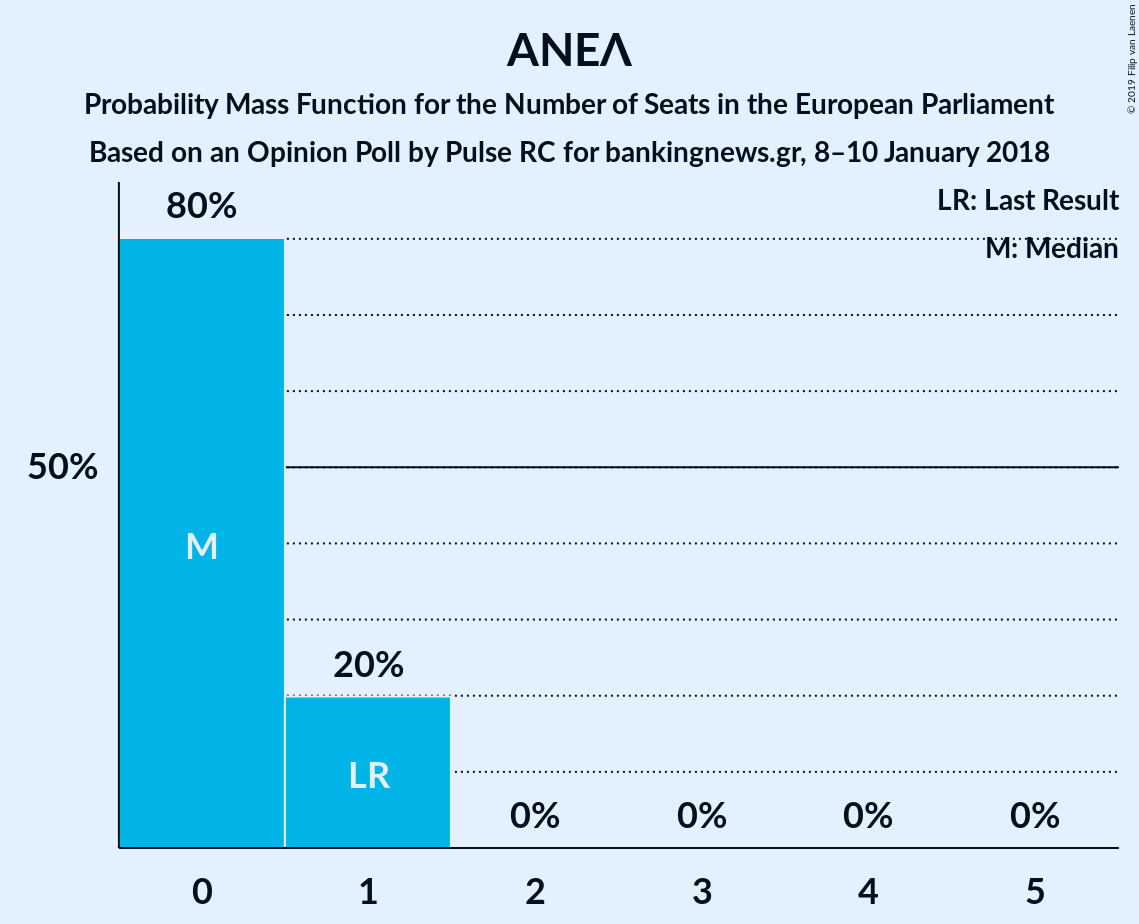 ΑΝΕΛ
Probability Mass Function for the Number of Seats in the European Parliament
Based on an Opinion Poll by Pulse RC for bankingnews.gr, 8–10 January 2018
© 2019 Filip van Laenen
LR: Last Result
M: Median
80%
50%
M
20%
LR
0% 0% 0% 0%
0 1 2 3 4 5